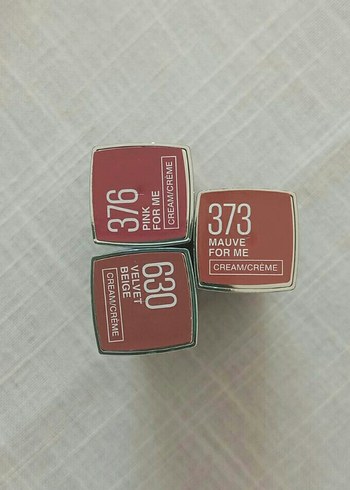 376
PINK
FOR ME
CREAM/CRÈME
373
MAUVE
FOR ME
CREAM/CRÈME
630
VELVET
BEIGE
CREAM/CRÈME